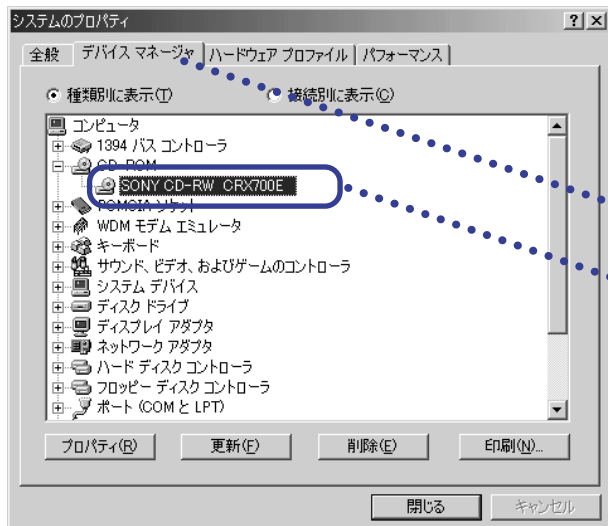 システムのプロパティ
全般 デバイス マネージャ ハードウェア プロファイル パフォーマンス
種類別に表示(T) 接続別に表示(C)
コンピュータ
1394 バス コントローラ
CD-ROM
SONY CD-RW CRX700E
PCMCIA ソケット
WDM モデム エミュレータ
キーボード
サウンド、ビデオ、およびゲームのコントローラ
システム デバイス
ディスク ドライブ
ディスプレイ アダプタ
ネットワーク アダプタ
ハード ディスク コントローラ
フロッピー ディスク コントローラ
ポート (COM と LPT)
プロパティ(R) 更新(F) 削除(E) 印刷(N)...
閉じる キャンセル